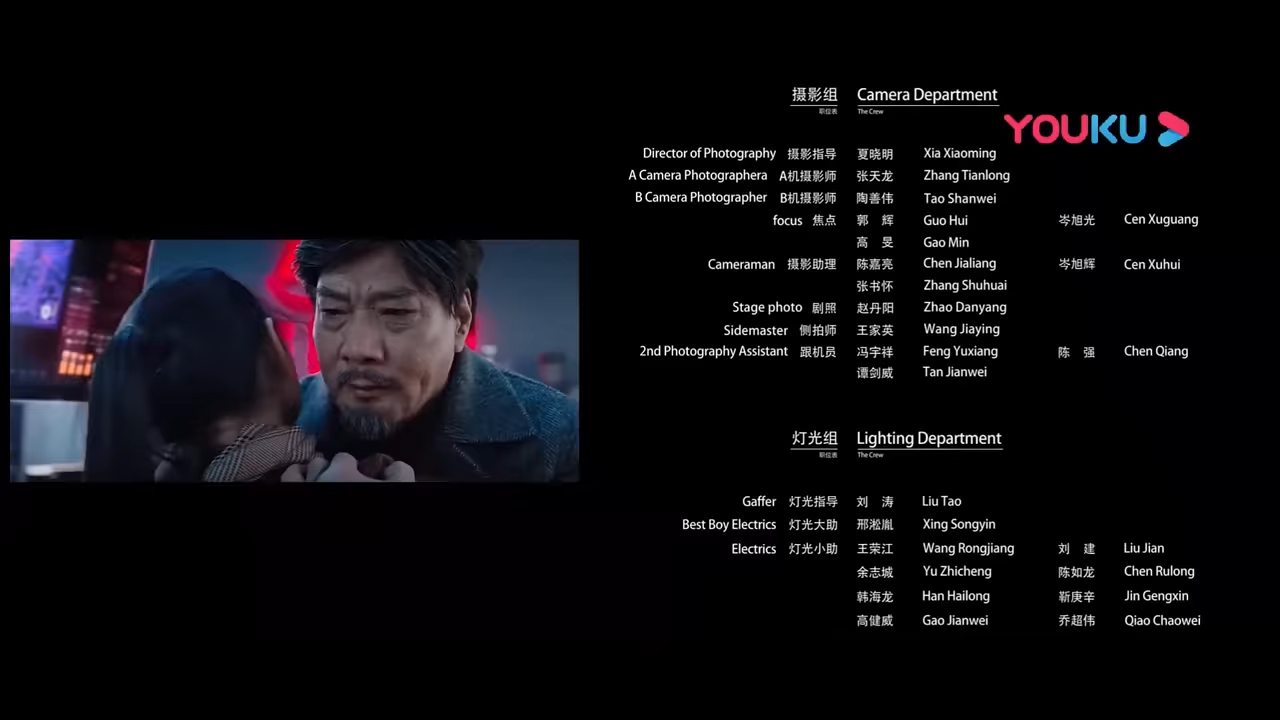 摄影组 Camera Department
职位表 The Crew
YOUKU
Director of Photography 摄影指导 夏晓明 Xia Xiaoming
A Camera Photographera A机摄影师 张天龙 Zhang Tianlong
B Camera Photographer B机摄影师 陶善伟 Tao Shanwei
focus 焦点 郭 辉 Guo Hui 岑旭光 Cen Xuguang
高 旻 Gao Min
Cameraman 摄影助理 陈嘉亮 Chen Jialiang 岑旭辉 Cen Xuhui
张书怀 Zhang Shuhuai
Stage photo 剧照 赵丹阳 Zhao Danyang
Sidemaster 侧拍师 王家英 Wang Jiaying
2nd Photography Assistant 跟机员 冯宇祥 Feng Yuxiang 陈 强 Chen Qiang
谭剑威 Tan Jianwei
灯光组 Lighting Department
职位表 The Crew
Gaffer 灯光指导 刘 涛 Liu Tao
Best Boy Electrics 灯光大助 邢淞胤 Xing Songyin
Electrics 灯光小助 王荣江 Wang Rongjiang 刘 建 Liu Jian
余志城 Yu Zhicheng 陈如龙 Chen Rulong
韩海龙 Han Hailong 靳庚辛 Jin Gengxin
高健威 Gao Jianwei 乔超伟 Qiao Chaowei